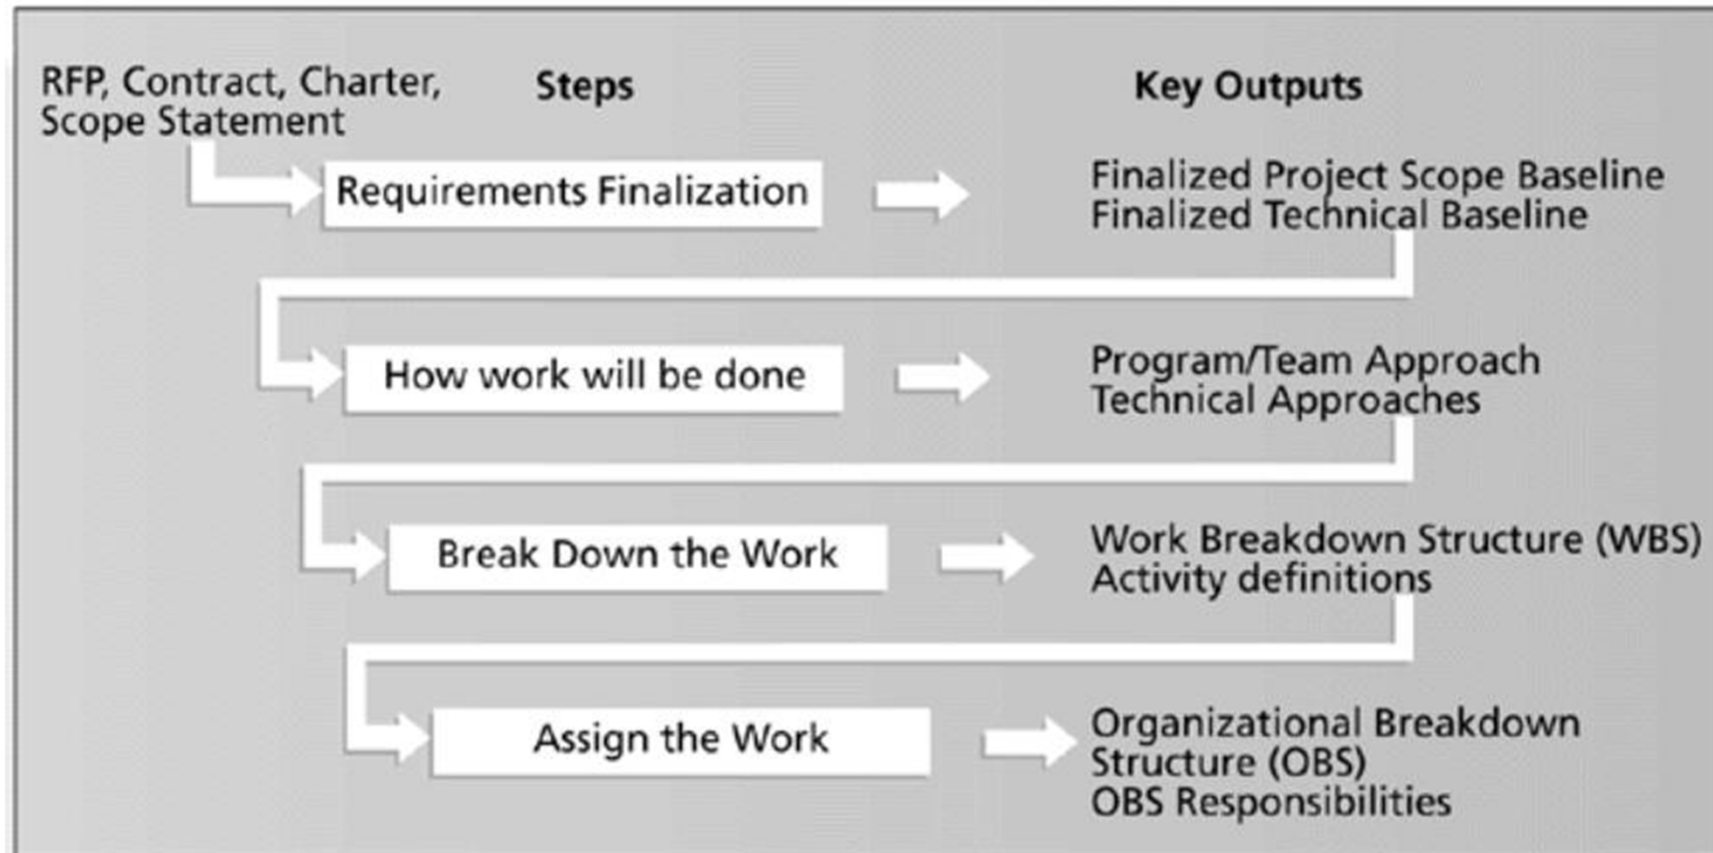 RFP, Contract, Charter,
Scope Statement
Steps
Key Outputs
Requirements Finalization
Finalized Project Scope Baseline
Finalized Technical Baseline
How work will be done
Program/Team Approach
Technical Approaches
Break Down the Work
Work Breakdown Structure (WBS)
Activity definitions
Assign the Work
Organizational Breakdown
Structure (OBS)
OBS Responsibilities